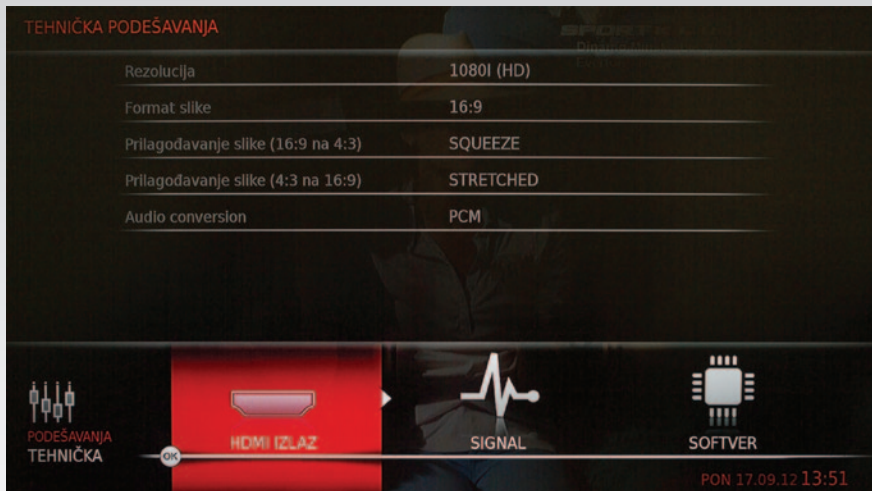 TEHNIČKA PODEŠAVANJA
Rezolucija 1080I (HD)
Format slike 16:9
Prilagođavanje slike (16:9 na 4:3) SQUEEZE
Prilagođavanje slike (4:3 na 16:9) STRETCHED
Audio conversion PCM
PODEŠAVANJA
TEHNIČKA
OK
HDMI IZLAZ
SIGNAL
SOFTVER
PON 17.09.12 13:51